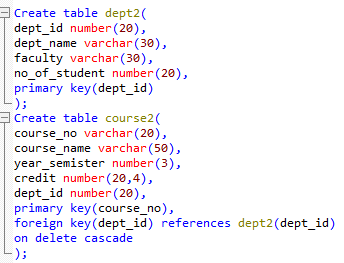 Create table dept2(
dept_id number(20),
dept_name varchar(30),
faculty varchar(30),
no_of_student number(20),
primary key(dept_id)
);
Create table course2(
course_no varchar(20),
course_name varchar(50),
year_semister number(3),
credit number(20,4),
dept_id number(20),
primary key(course_no),
foreign key(dept_id) references dept2(dept_id)
on delete cascade
);